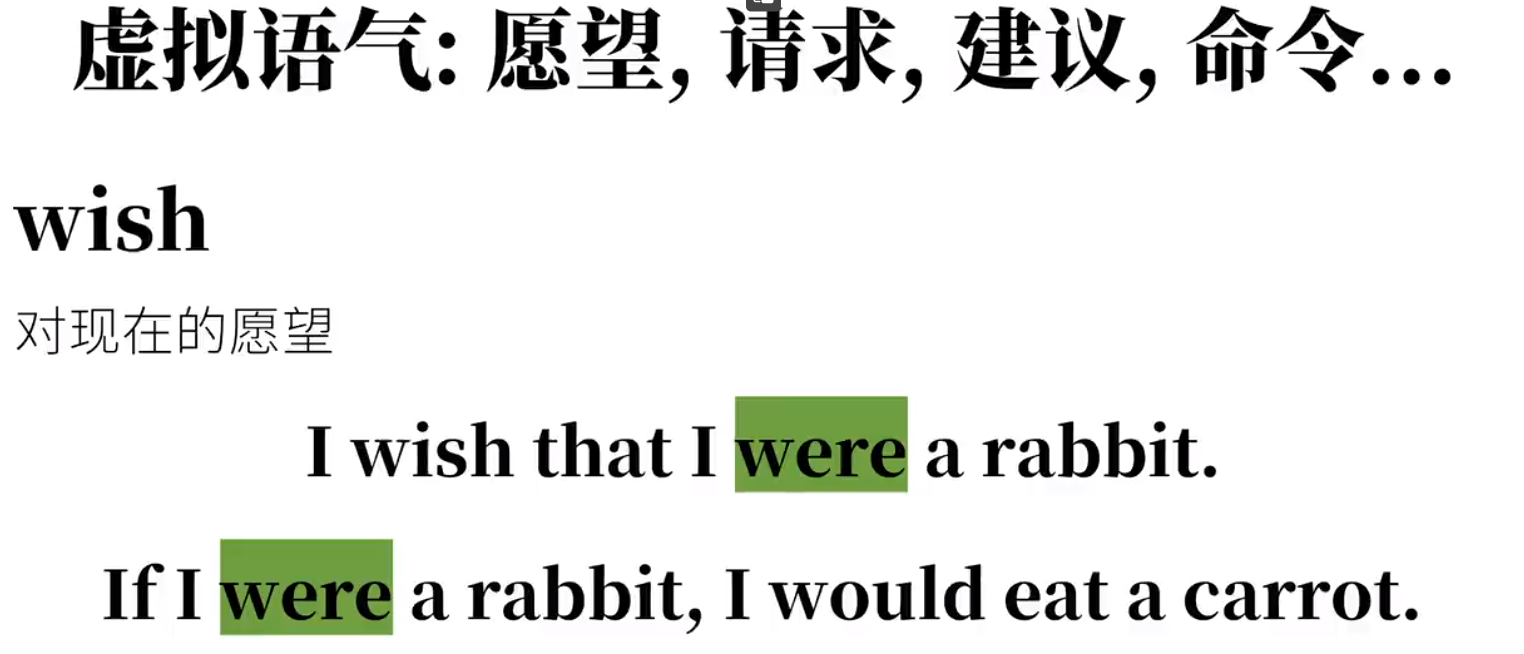 虚拟语气: 愿望, 请求, 建议, 命令...
wish
对现在的愿望
I wish that I were a rabbit.
If I were a rabbit, I would eat a carrot.